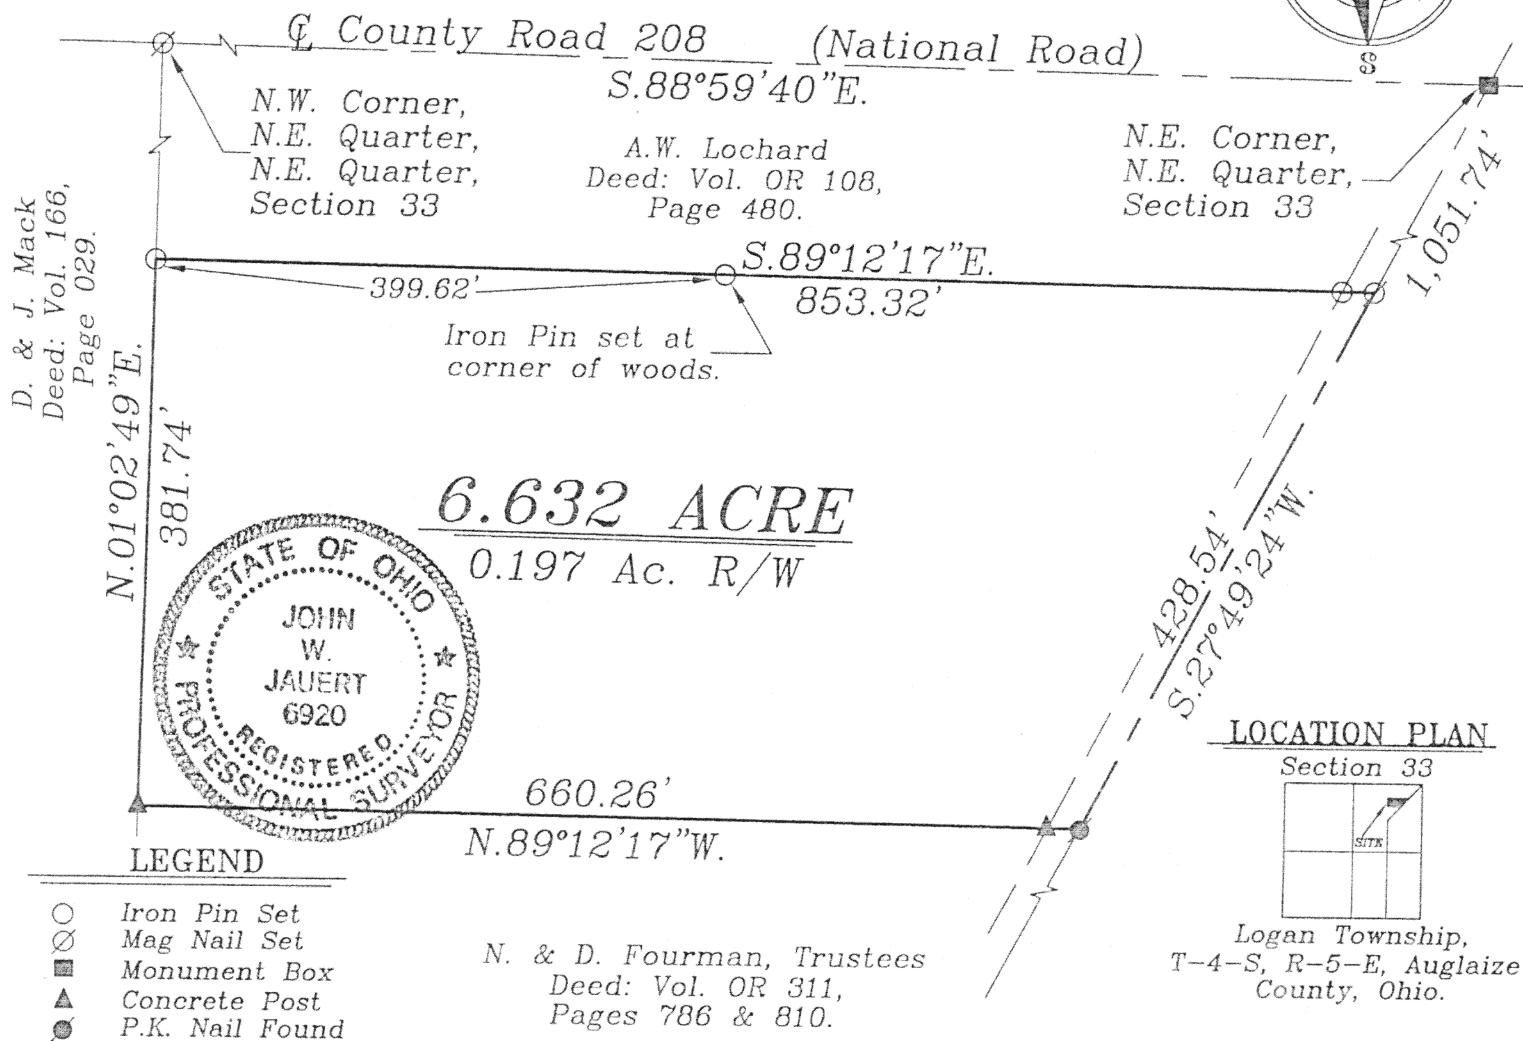 S
℄ County Road 208 (National Road)
S.88°59'40"E.
N.W. Corner,
N.E. Quarter,
N.E. Quarter,
Section 33
A.W. Lochard
Deed: Vol. OR 108,
Page 480.
N.E. Corner,
N.E. Quarter,
Section 33
1,051.74'
D. & J. Mack
Deed: Vol. 166,
Page 029.
S.89°12'17"E.
399.62'
853.32'
Iron Pin set at
corner of woods.
N.01°02'49"E.
381.74'
6.632 ACRE
0.197 Ac. R/W
STATE OF OHIO
JOHN
W.
JAUERT
6920
REGISTERED
PROFESSIONAL SURVEYOR
428.54'
S.27°49'24"W.
660.26'
N.89°12'17"W.
LOCATION PLAN
Section 33
SITE
Logan Township,
T-4-S, R-5-E, Auglaize
County, Ohio.
LEGEND
Iron Pin Set
Mag Nail Set
Monument Box
Concrete Post
P.K. Nail Found
N. & D. Fourman, Trustees
Deed: Vol. OR 311,
Pages 786 & 810.